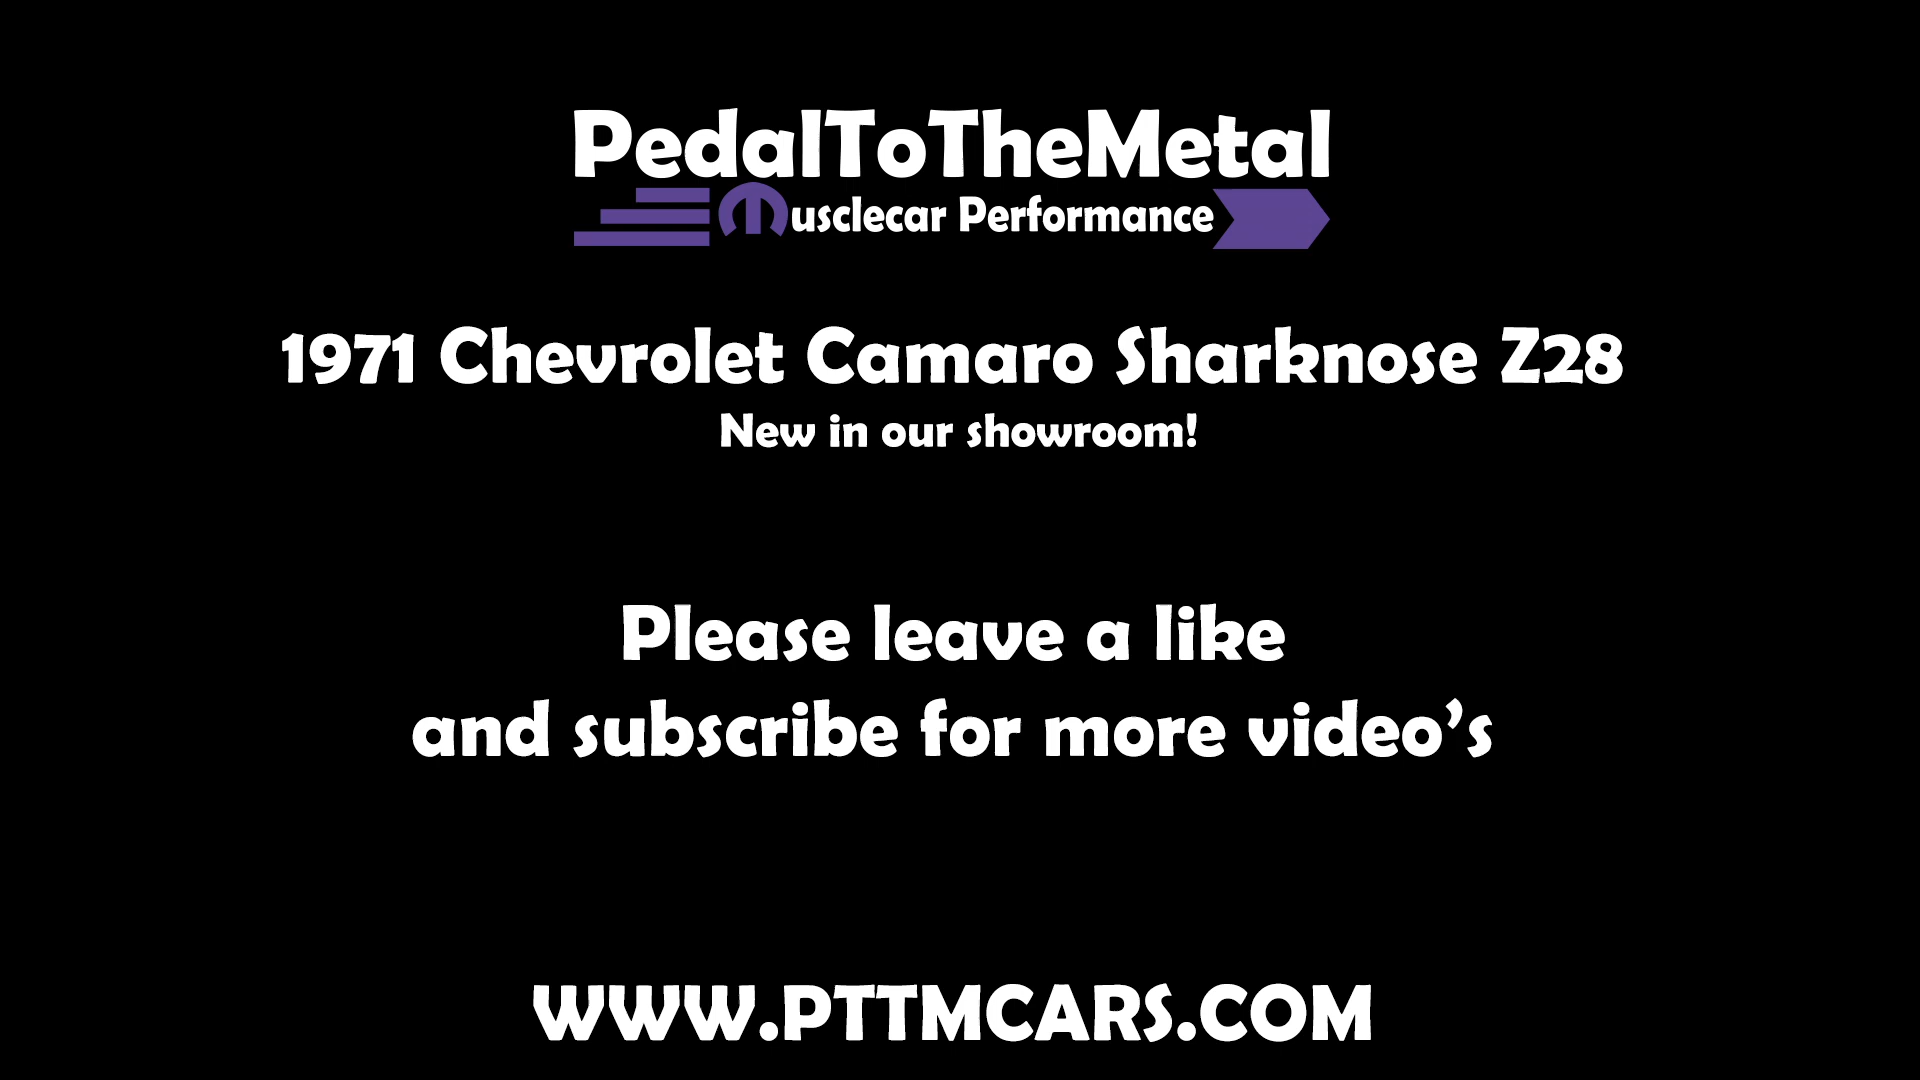 PedalToTheMetal
Musclecar Performance
1971 Chevrolet Camaro Sharknose Z28
New in our showroom!
Please leave a like
and subscribe for more video’s
WWW.PTTMCARS.COM